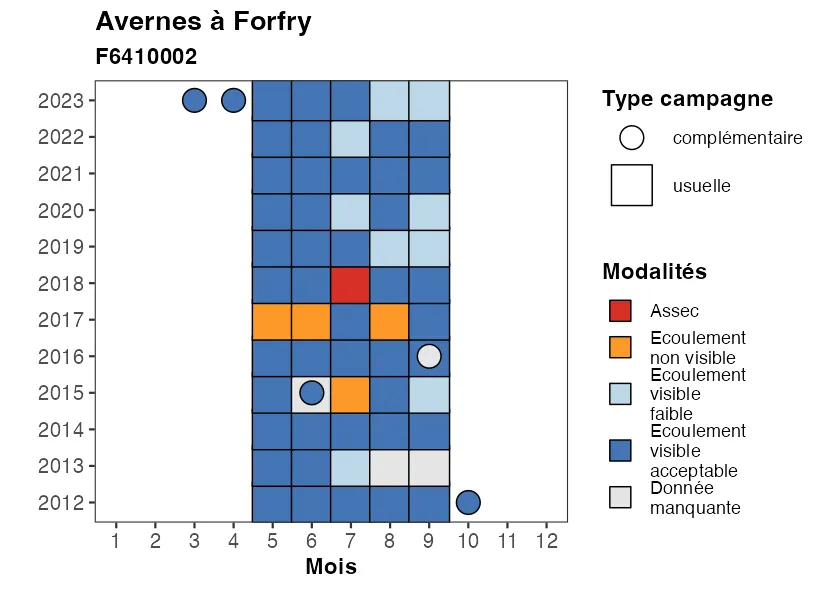 Avernes à Forfry
F6410002
2023
2022
2021
2020
2019
2018
2017
2016
2015
2014
2013
2012
1 2 3 4 5 6 7 8 9 10 11 12
Mois
Type campagne
complémentaire
usuelle
Modalités
Assec
Ecoulement
non visible
Ecoulement
visible
faible
Ecoulement
visible
acceptable
Donnée
manquante